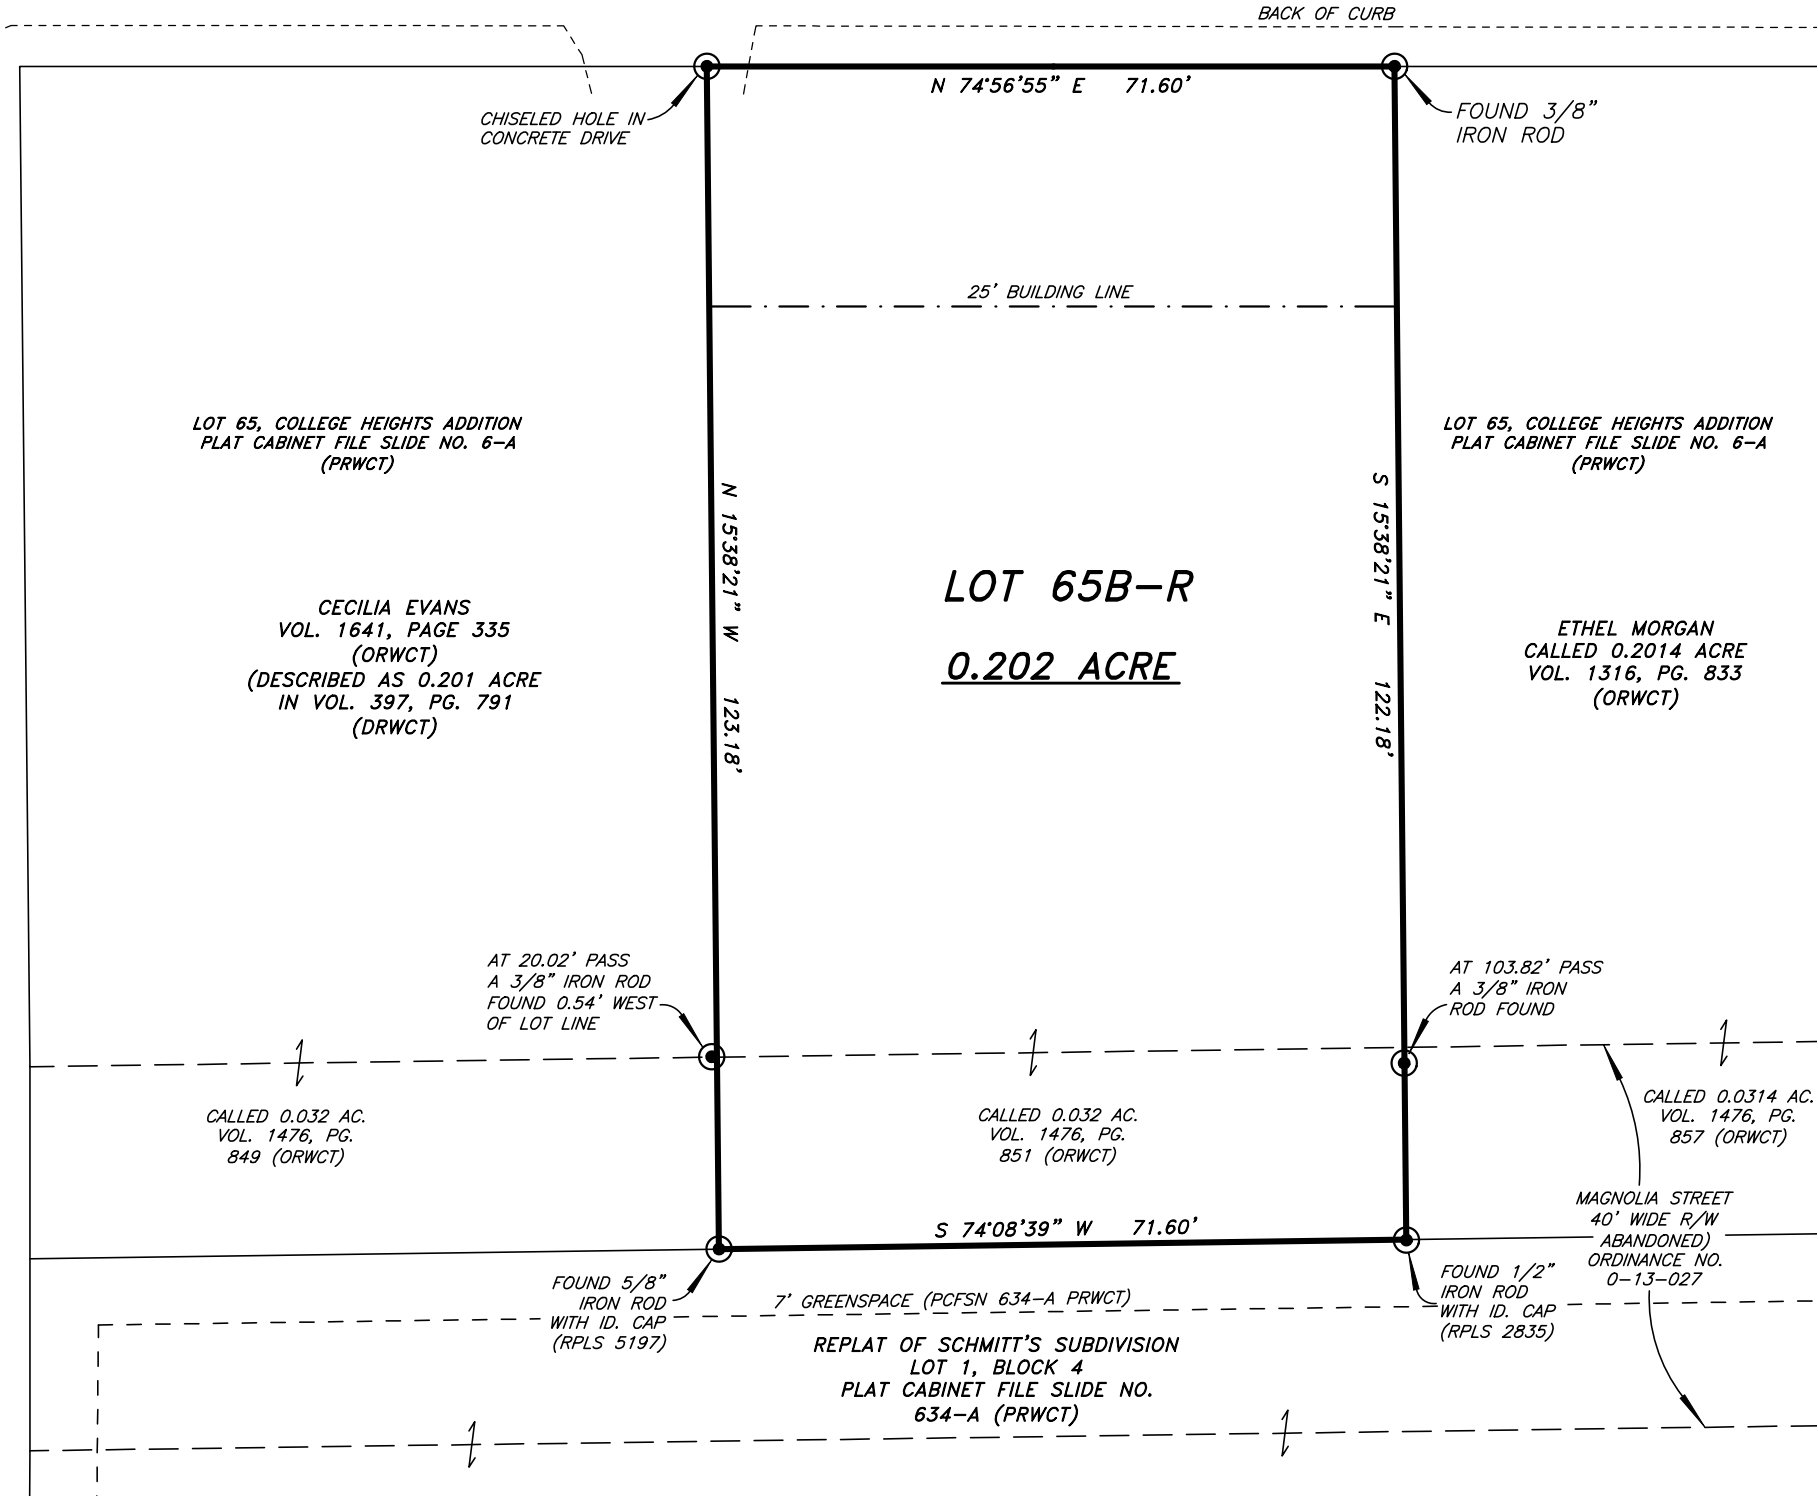 BACK OF CURB
N 74°56'55" E 71.60'
CHISELED HOLE IN
CONCRETE DRIVE
FOUND 3/8"
IRON ROD
25' BUILDING LINE
LOT 65, COLLEGE HEIGHTS ADDITION
PLAT CABINET FILE SLIDE NO. 6-A
(PRWCT)
LOT 65, COLLEGE HEIGHTS ADDITION
PLAT CABINET FILE SLIDE NO. 6-A
(PRWCT)
N 15°38'21" W 123.18'
S 15°38'21" E 122.18'
LOT 65B-R
0.202 ACRE
CECILIA EVANS
VOL. 1641, PAGE 335
(ORWCT)
(DESCRIBED AS 0.201 ACRE
IN VOL. 397, PG. 791
(DRWCT)
ETHEL MORGAN
CALLED 0.2014 ACRE
VOL. 1316, PG. 833
(ORWCT)
AT 20.02' PASS
A 3/8" IRON ROD
FOUND 0.54' WEST
OF LOT LINE
AT 103.82' PASS
A 3/8" IRON
ROD FOUND
CALLED 0.032 AC.
VOL. 1476, PG.
849 (ORWCT)
CALLED 0.032 AC.
VOL. 1476, PG.
851 (ORWCT)
CALLED 0.0314 AC.
VOL. 1476, PG.
857 (ORWCT)
MAGNOLIA STREET
40' WIDE R/W
ABANDONED)
ORDINANCE NO.
0-13-027
S 74°08'39" W 71.60'
FOUND 5/8"
IRON ROD
WITH ID. CAP
(RPLS 5197)
FOUND 1/2"
IRON ROD
WITH ID. CAP
(RPLS 2835)
7' GREENSPACE (PCFSN 634-A PRWCT)
REPLAT OF SCHMITT'S SUBDIVISION
LOT 1, BLOCK 4
PLAT CABINET FILE SLIDE NO.
634-A (PRWCT)